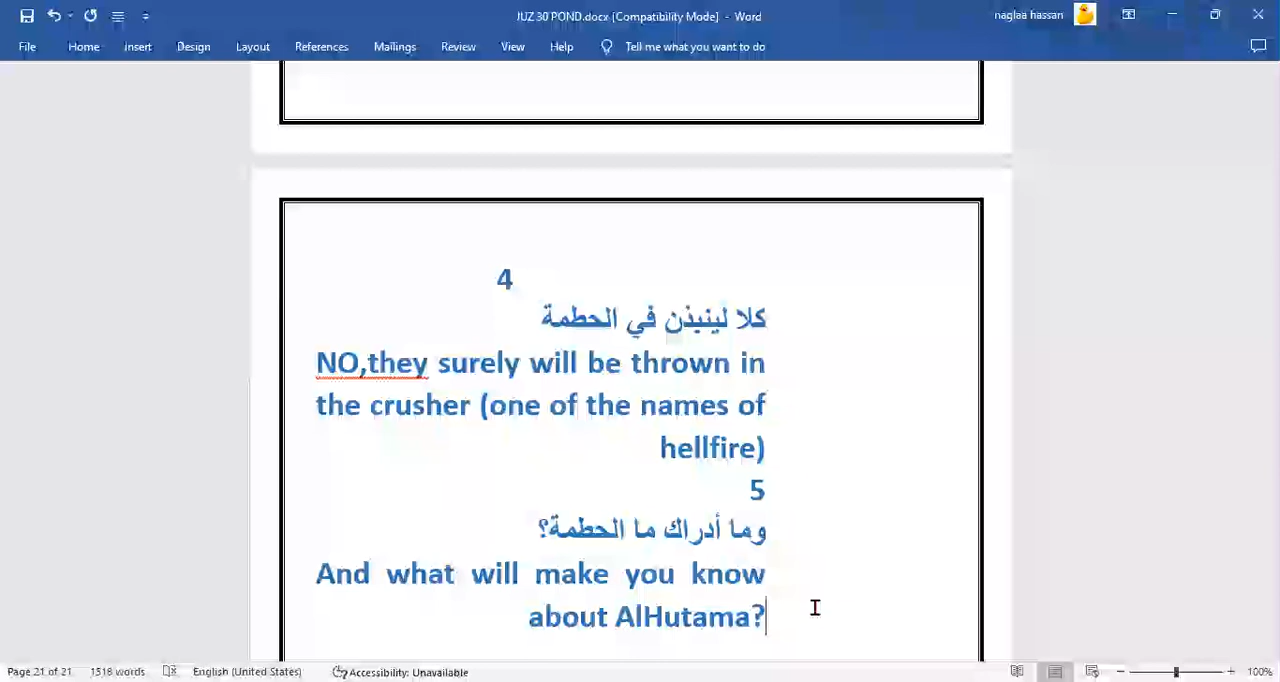 JUZ 30 POND.docx [Compatibility Mode] - Word
naglaa hassan
File Home Insert Design Layout References Mailings Review View Help Tell me what you want to do
4
كلا لينبذن في الحطمة
NO,they surely will be thrown in
the crusher (one of the names of
hellfire)
5
وما أدراك ما الحطمة؟
And what will make you know
about AlHutama?
Page 21 of 21 1318 words English (United States) Accessibility: Unavailable 100%